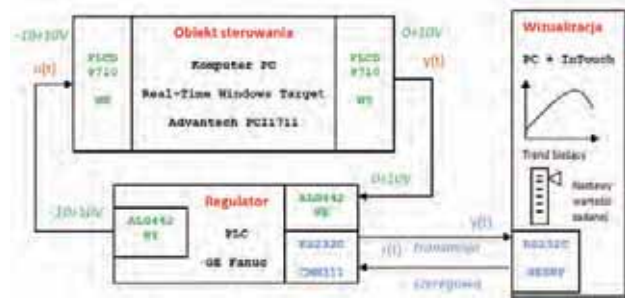 -10÷10V
u(t)
PLCD
9710
WE
Obiekt sterowania
Komputer PC
Real-Time Windows Target
Advantech PCI1711
PLCD
9710
WY
0÷10V
y(t)
Wizualizacja
PC + InTouch
Trend bieżący
Nastawy
wartości
zadanej
RS232C
-10÷10V
ALG442
WY
Regulator
PLC
GE Fanuc
ALG442
WE
RS232C
CMM311
0÷10V
y(t)
r(t)
transmisja
szeregowa